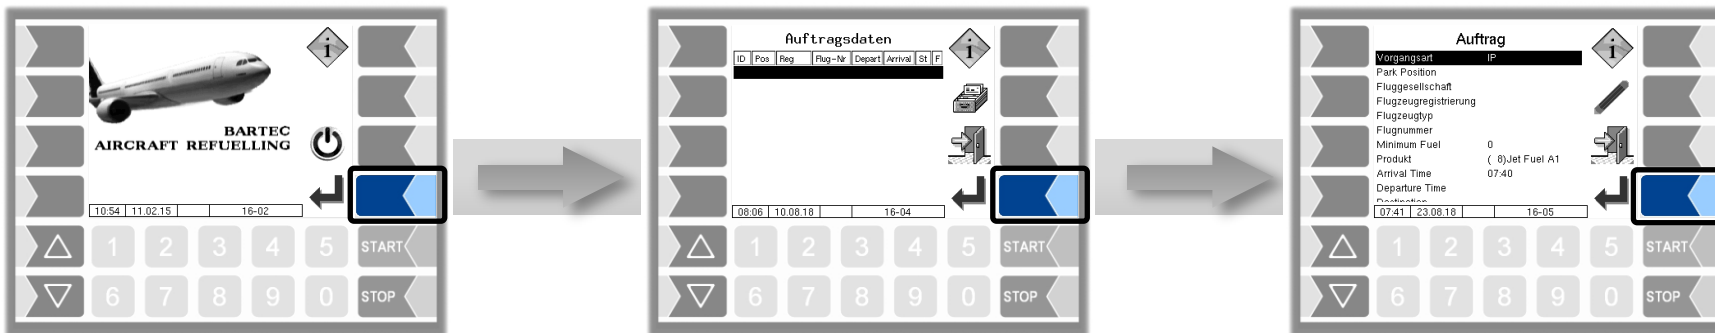 i
BARTEC
AIRCRAFT REFUELLING
10:54 11.02.15 16-02
1 2 3 4 5 START
6 7 8 9 0 STOP
Auftragsdaten
i
ID Pos Reg Flug-Nr Depart Arrival St F
08:06 10.08.18 16-04
1 2 3 4 5 START
6 7 8 9 0 STOP
Auftrag
i
Vorgangsart IP
Park Position
Fluggesellschaft
Flugzeugregistrierung
Flugzeugtyp
Flugnummer
Minimum Fuel 0
Produkt ( 8)Jet Fuel A1
Arrival Time 07:40
Departure Time
Destination
07:41 23.08.18 16-05
1 2 3 4 5 START
6 7 8 9 0 STOP